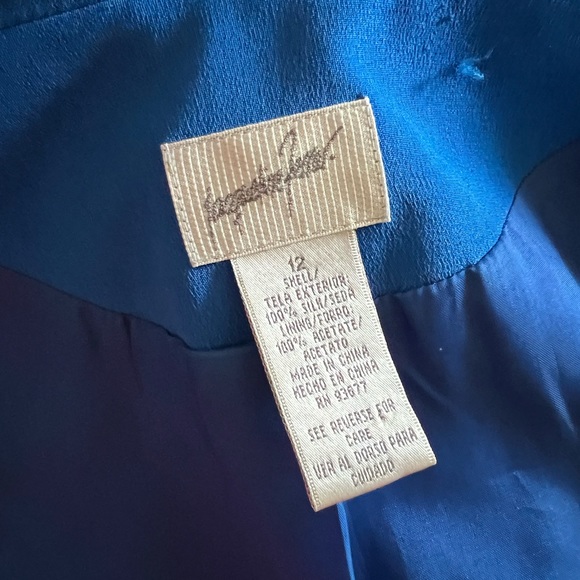 12
SHELL/
TELA EXTERIOR:
100% SILK/SEDA
LINING/FORRO:
100% ACETATE/
ACETATO
MADE IN CHINA
HECHO EN CHINA
RN 93677
SEE REVERSE FOR
CARE
VER AL DORSO PARA
CUIDADO